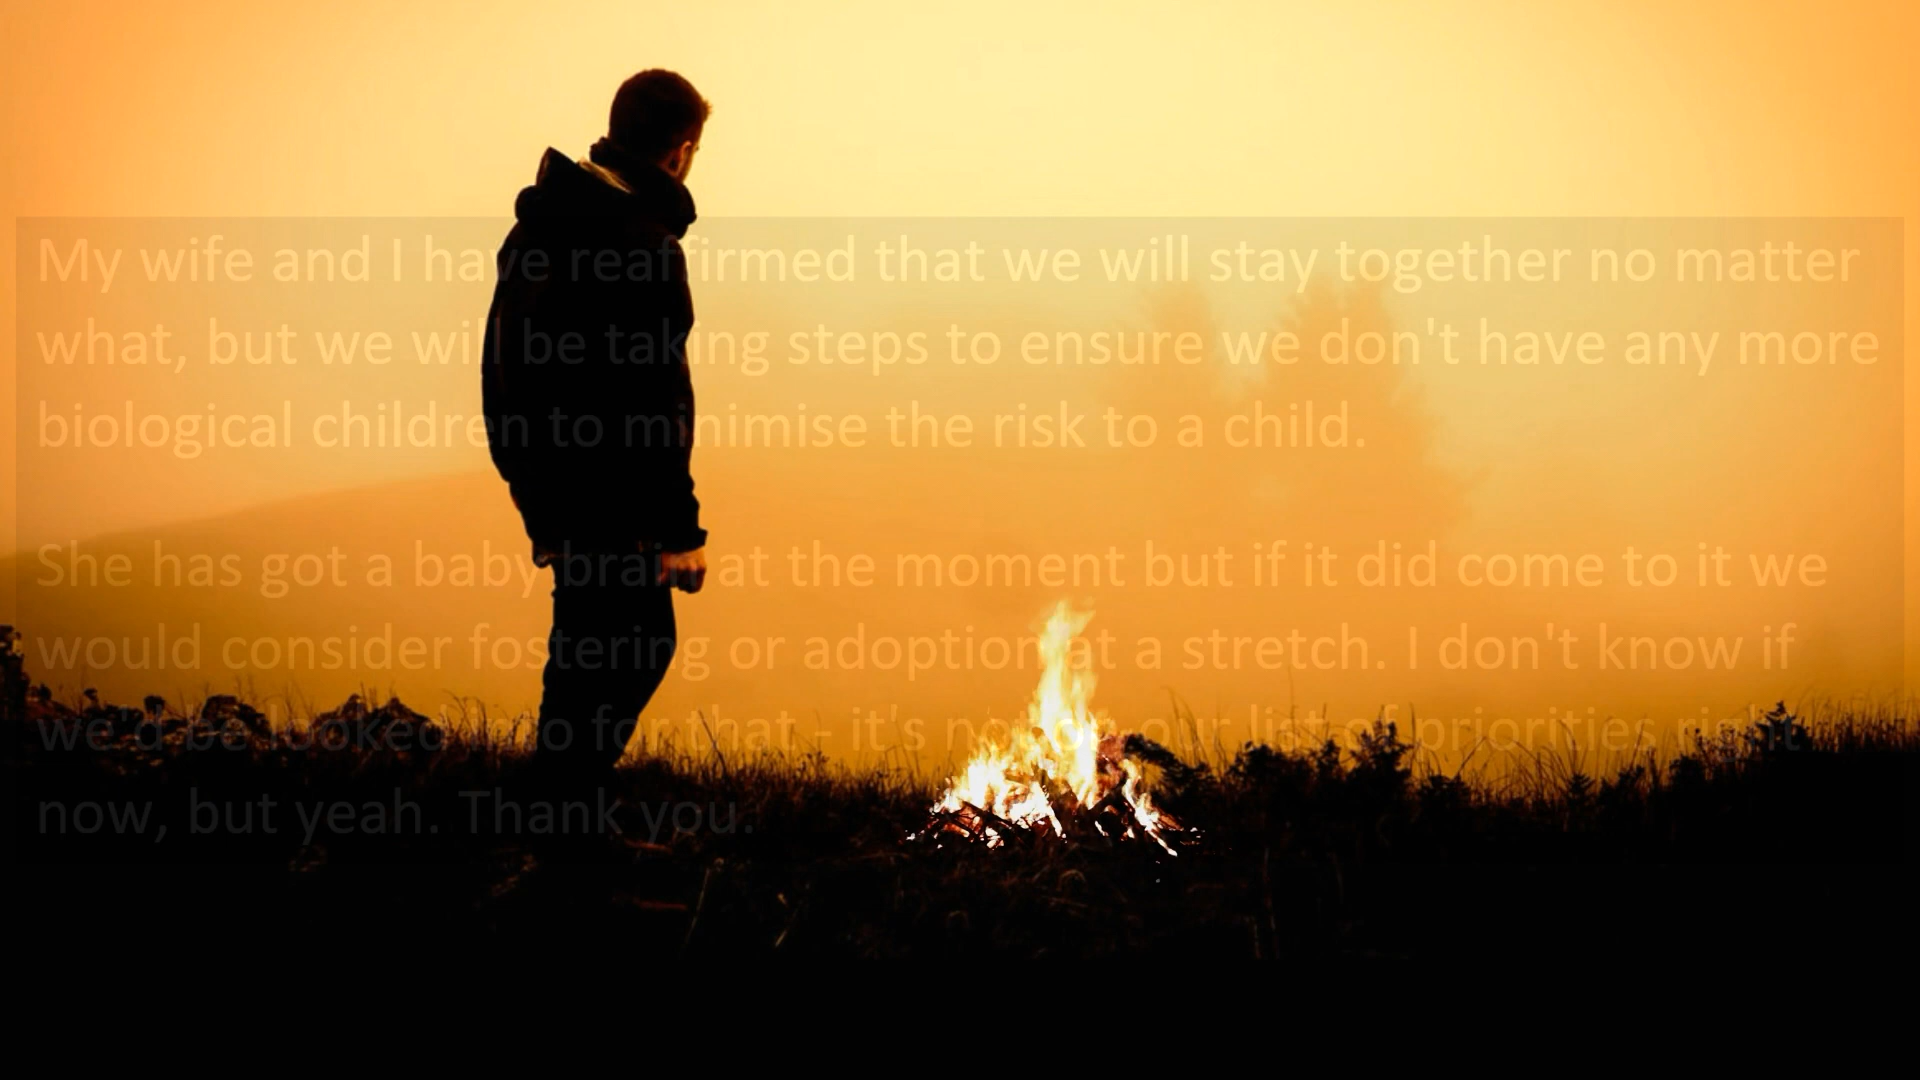 My wife and I have reaffirmed that we will stay together no matter
what, but we will be taking steps to ensure we don't have any more
biological children to minimise the risk to a child.
She has got a baby brain at the moment but if it did come to it we
would consider fostering or adoption at a stretch. I don't know if
we'd be looked to for that - it's not on our list of priorities right
now, but yeah. Thank you.